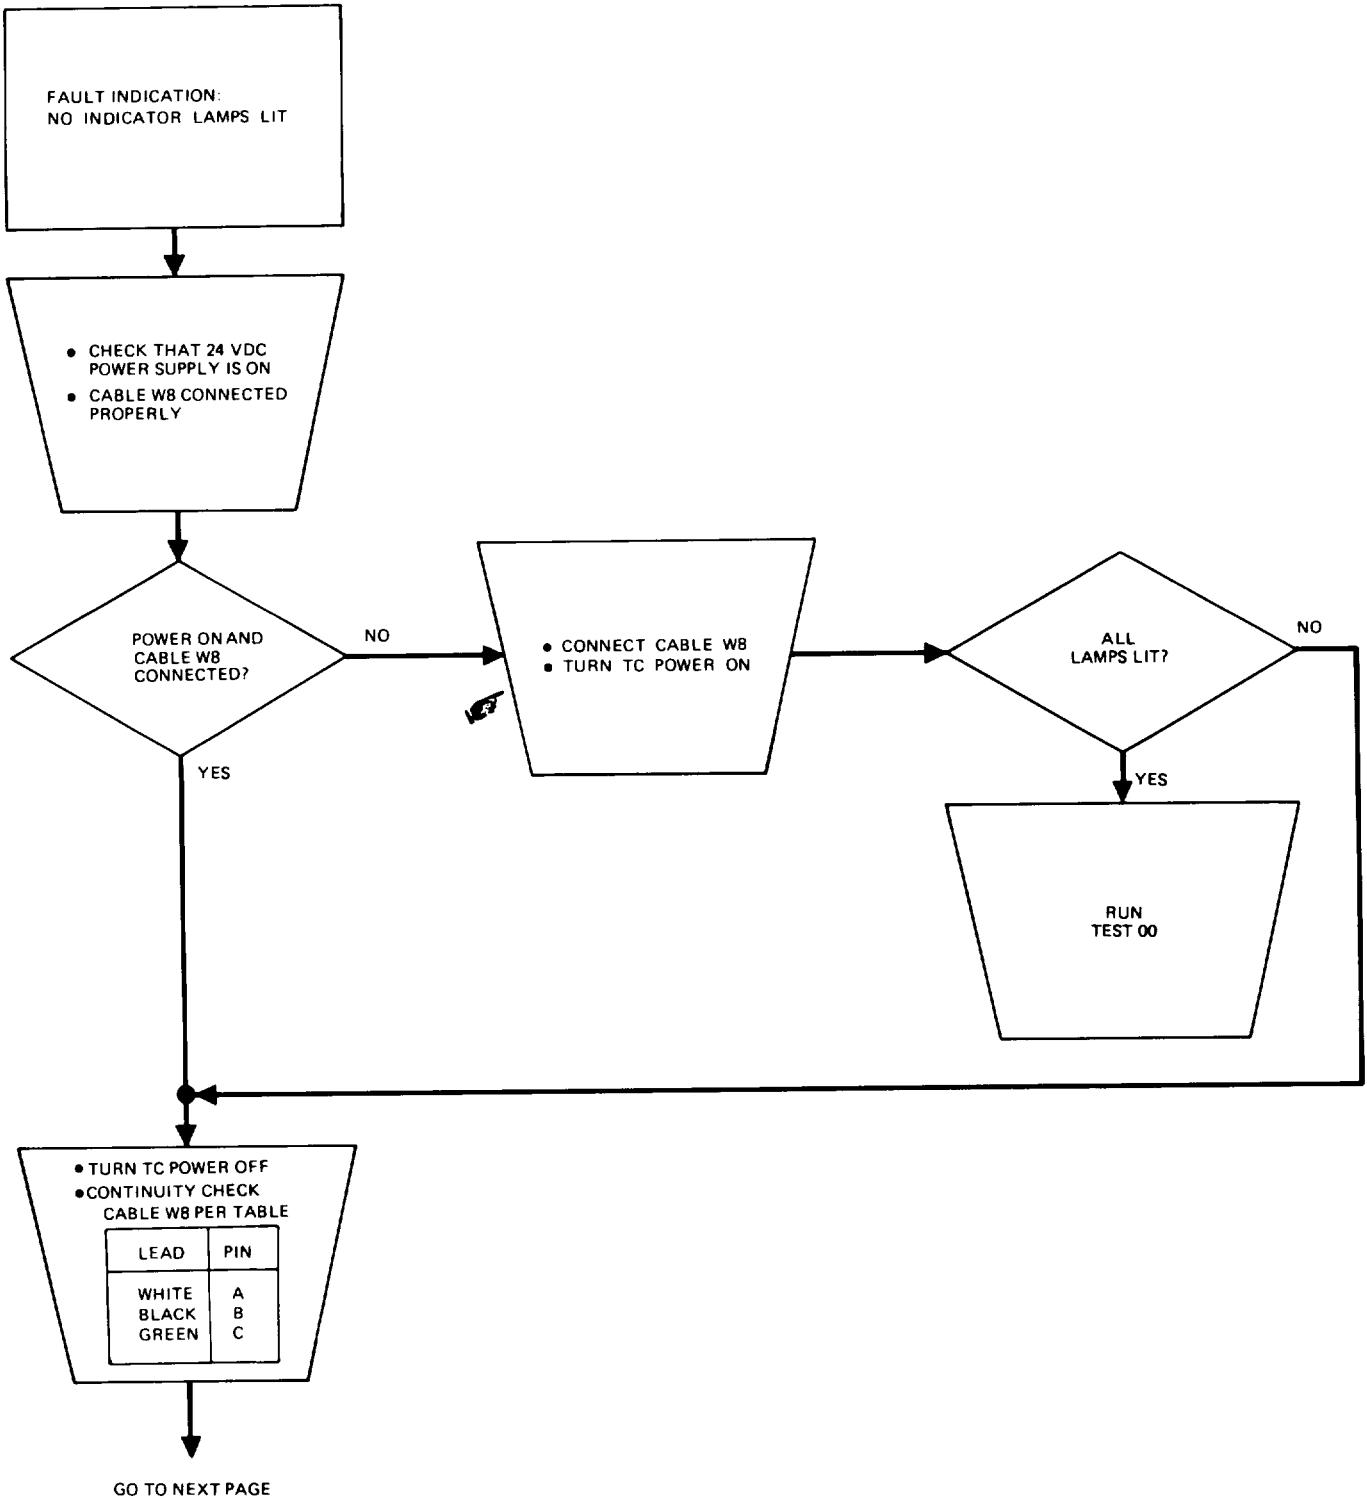 FAULT INDICATION:
NO INDICATOR LAMPS LIT
● CHECK THAT 24 VDC
POWER SUPPLY IS ON
● CABLE W8 CONNECTED
PROPERLY
POWER ON AND
CABLE W8
CONNECTED?
NO
YES
● CONNECT CABLE W8
● TURN TC POWER ON
ALL
LAMPS LIT?
NO
YES
RUN
TEST 00
● TURN TC POWER OFF
● CONTINUITY CHECK
CABLE W8 PER TABLE
LEAD PIN
WHITE A
BLACK B
GREEN C
GO TO NEXT PAGE